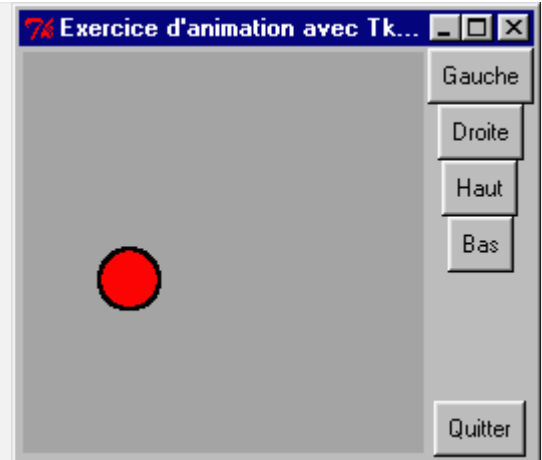 Exercice d'animation avec Tk...
Gauche
Droite
Haut
Bas
Quitter